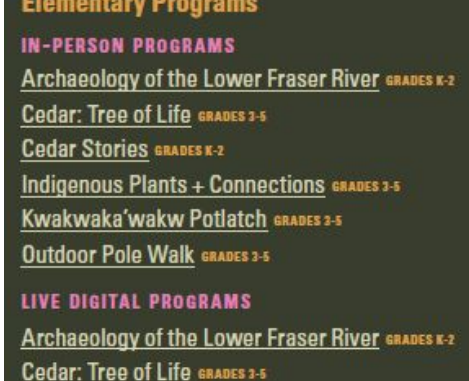 Elementary Programs
IN-PERSON PROGRAMS
Archaeology of the Lower Fraser River GRADES K-2
Cedar: Tree of Life GRADES 3-5
Cedar Stories GRADES K-2
Indigenous Plants + Connections GRADES 3-5
Kwakwaka'wakw Potlatch GRADES 3-5
Outdoor Pole Walk GRADES 3-5
LIVE DIGITAL PROGRAMS
Archaeology of the Lower Fraser River GRADES K-2
Cedar: Tree of Life GRADES 3-5